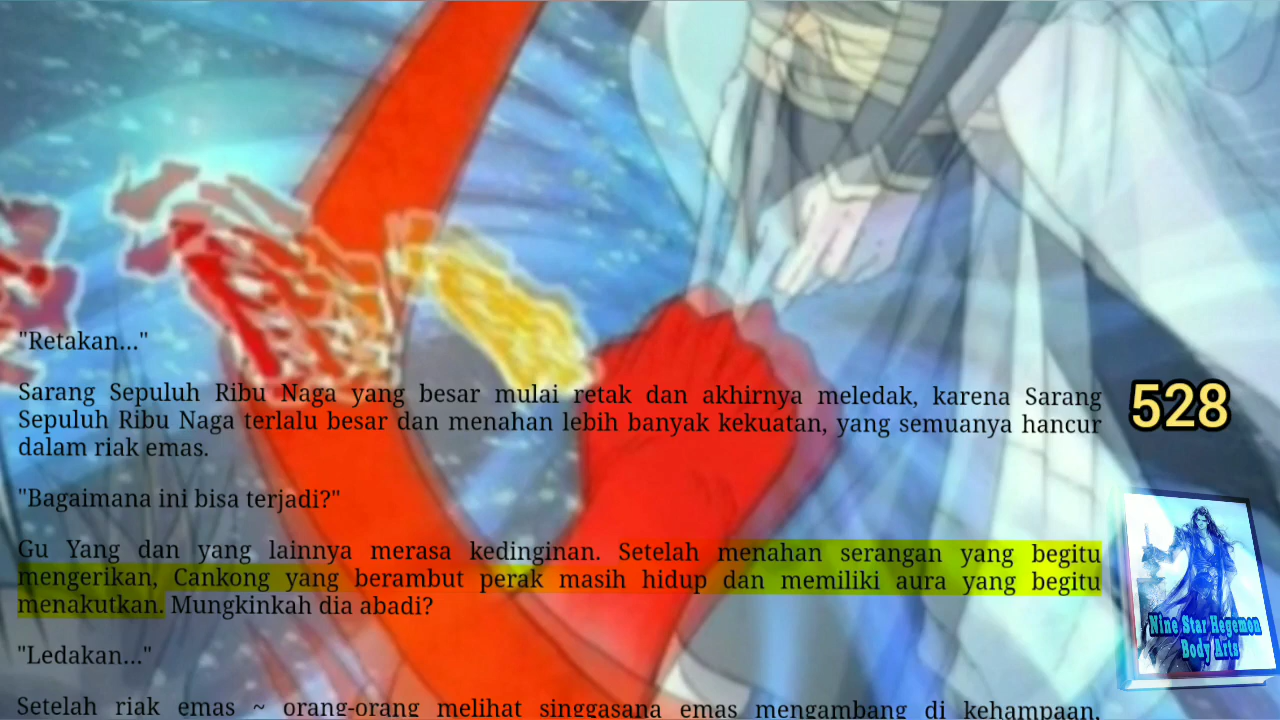 "Retakan..."
Sarang Sepuluh Ribu Naga yang besar mulai retak dan akhirnya meledak, karena Sarang
Sepuluh Ribu Naga terlalu besar dan menahan lebih banyak kekuatan, yang semuanya hancur
dalam riak emas.
"Bagaimana ini bisa terjadi?"
Gu Yang dan yang lainnya merasa kedinginan. Setelah menahan serangan yang begitu
mengerikan, Cankong yang berambut perak masih hidup dan memiliki aura yang begitu
menakutkan. Mungkinkah dia abadi?
"Ledakan..."
Setelah riak emas ~ orang-orang melihat singgasana emas mengambang di kehampaan,
528
Nine Star Hegemon
Body Arts